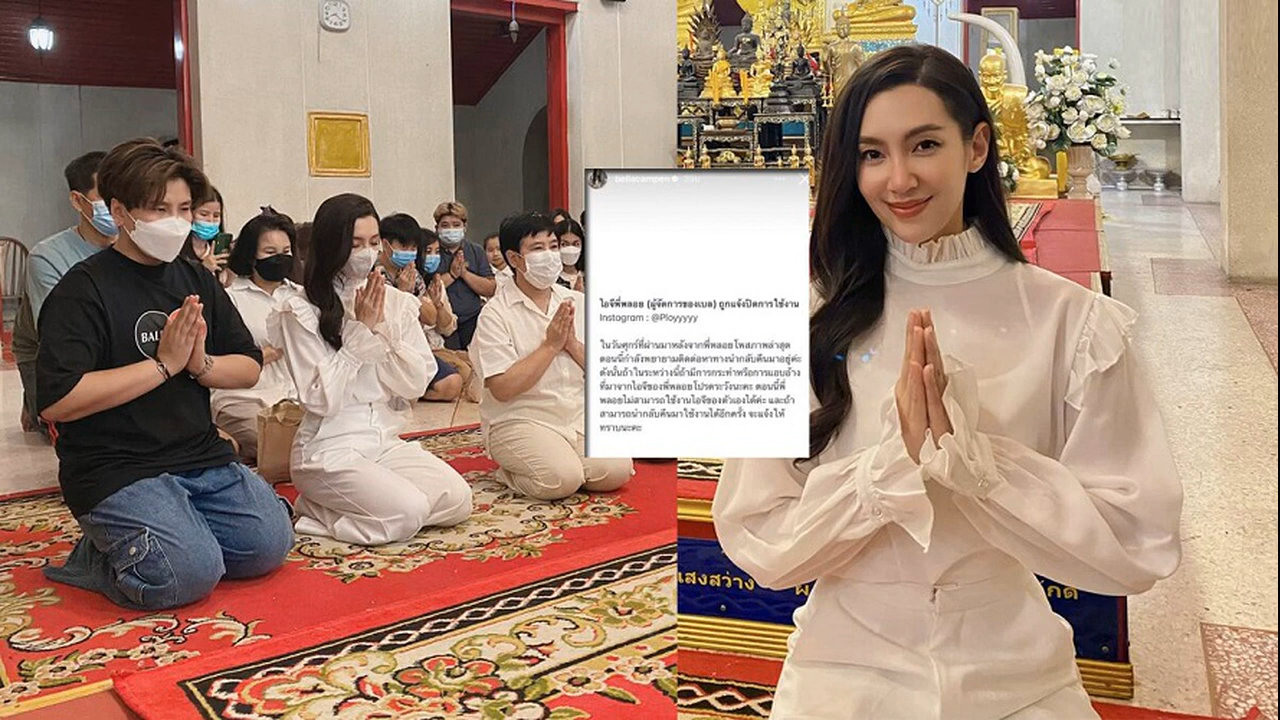 BAL
bellacampen
ไอจีพี่พลอย (ผู้จัดการของเบล) ถูกแจ้งปิดการใช้งาน
Instagram : @Ployyyyy
ในวันศุกร์ที่ผ่านมาหลังจากพี่พลอยโพสภาพล่าสุด
ตอนนี้กำลังพยายามติดต่อหาทางนำกลับคืนมาอยู่ค่ะ
ดังนั้นถ้าในระหว่างนี้ถ้ามีการกระทำหรือการแอบอ้าง
ที่มาจากไอจีของพี่พลอยโปรดระวังนะคะ ตอนนี้พี่
พลอยไม่สามารถใช้งานไอจีของตัวเองได้ค่ะ และถ้า
สามารถนำกลับคืนมาใช้งานได้อีกครั้ง จะแจ้งให้
ทราบนะคะ
เสงสว่าง